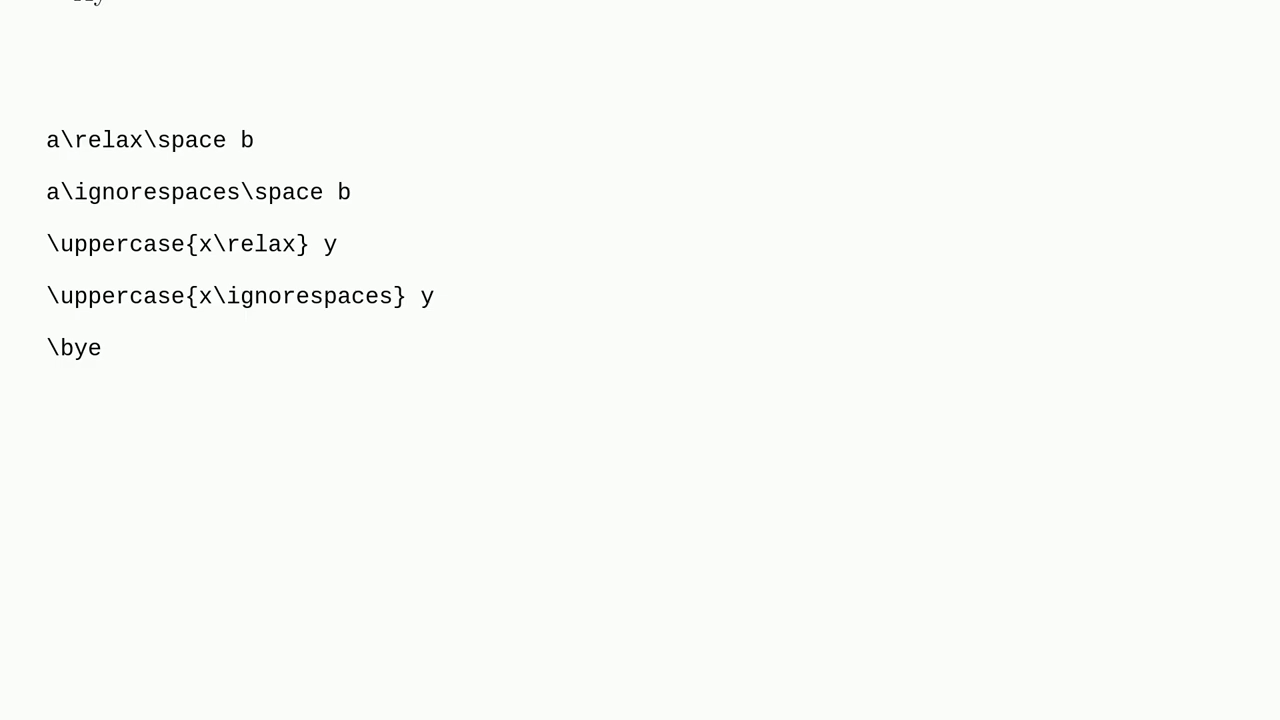 a\relax\space b
a\ignorespaces\space b
\uppercase{x\relax} y
\uppercase{x\ignorespaces} y
\bye